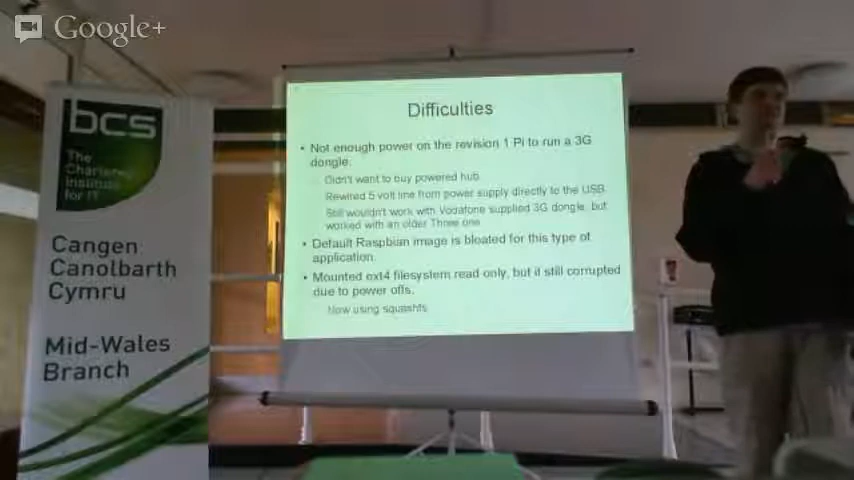 Google+
bcs
The
Chartered
Institute
for IT
Cangen
Canolbarth
Cymru
Mid-Wales
Branch
Difficulties
• Not enough power on the revision 1 Pi to run a 3G
dongle.
Didn't want to buy powered hub
Rewired 5 volt line from power supply directly to the USB
Still wouldn't work with Vodafone supplied 3G dongle, but
worked with an older Three one
• Default Raspbian image is bloated for this type of
application.
• Mounted ext4 filesystem read only, but it still corrupted
due to power offs.
Now using squashfs